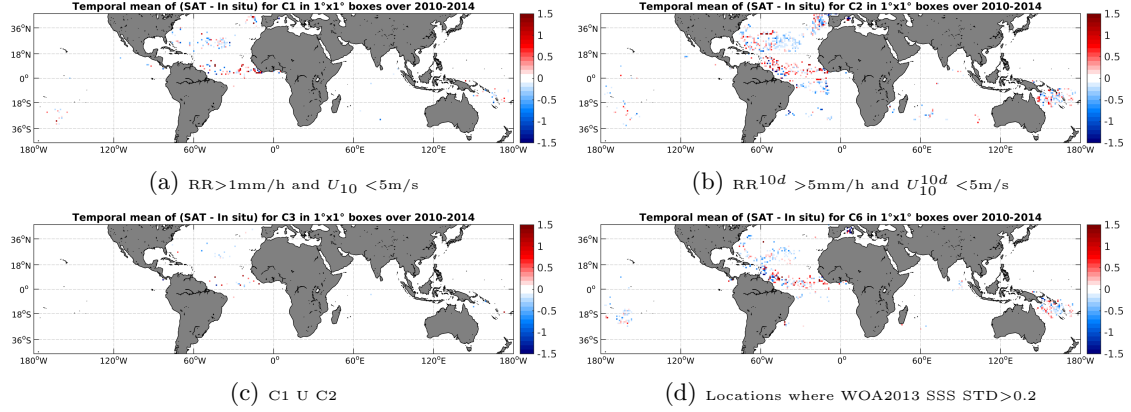 Temporal mean of (SAT - In situ) for C1 in 1°x1° boxes over 2010-2014
36°N
18°N
0°
18°S
36°S
180°W
120°W
60°W
0°
60°E
120°E
180°W
1.5
1
0.5
0
-0.5
-1
-1.5
(a) RR>1mm/h and U10 <5m/s
Temporal mean of (SAT - In situ) for C2 in 1°x1° boxes over 2010-2014
36°N
18°N
0°
18°S
36°S
180°W
120°W
60°W
0°
60°E
120°E
180°W
1.5
1
0.5
0
-0.5
-1
-1.5
(b) RR^10d >5mm/h and U10^10d <5m/s
Temporal mean of (SAT - In situ) for C3 in 1°x1° boxes over 2010-2014
36°N
18°N
0°
18°S
36°S
180°W
120°W
60°W
0°
60°E
120°E
180°W
1.5
1
0.5
0
-0.5
-1
-1.5
(c) C1 U C2
Temporal mean of (SAT - In situ) for C6 in 1°x1° boxes over 2010-2014
36°N
18°N
0°
18°S
36°S
180°W
120°W
60°W
0°
60°E
120°E
180°W
1.5
1
0.5
0
-0.5
-1
-1.5
(d) Locations where WOA2013 SSS STD>0.2